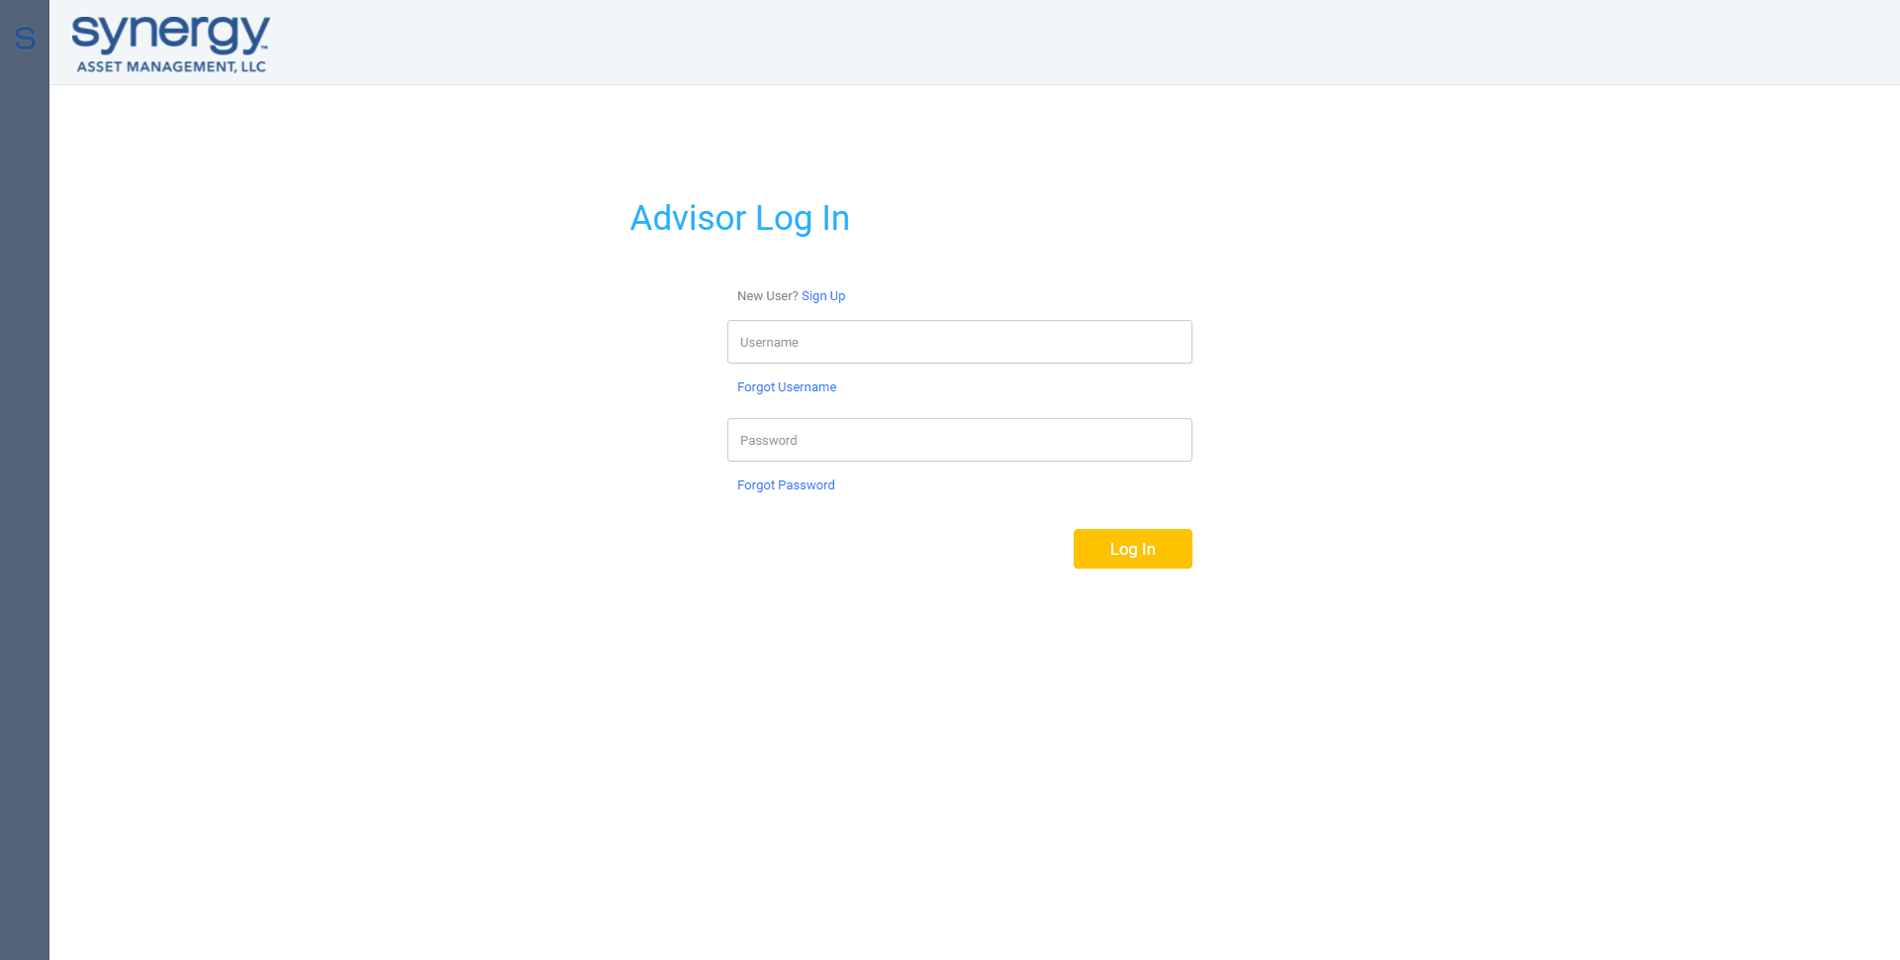 S
synergy™
ASSET MANAGEMENT, LLC
Advisor Log In
New User? Sign Up
Username
Forgot Username
Password
Forgot Password
Log In